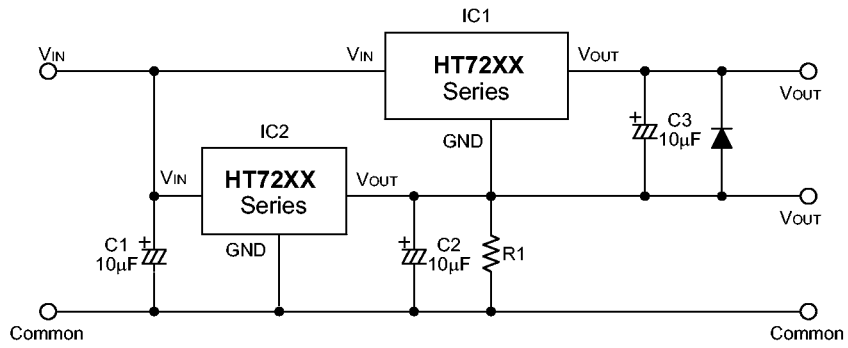 IC1
VIN
VIN
HT72XX
Series
VOUT
VOUT
GND
C3
10µF
IC2
VIN
HT72XX
Series
VOUT
VOUT
GND
C1
10µF
C2
10µF
R1
Common
Common
+
+
+